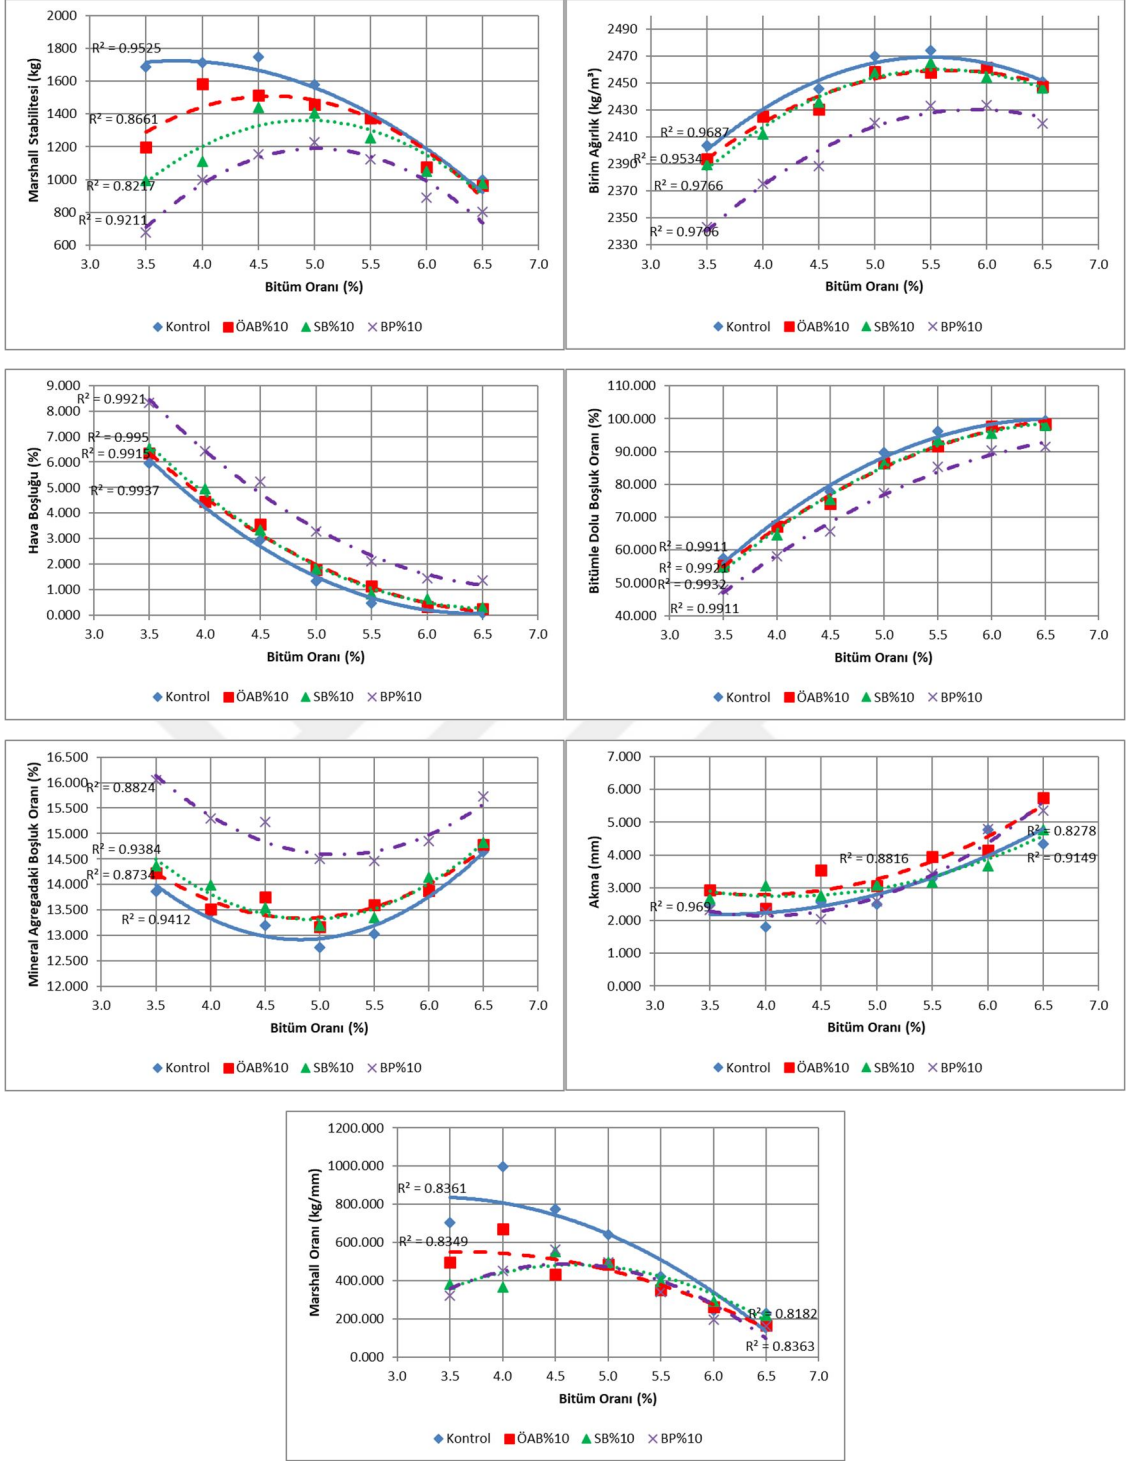 Marshall Stabilitesi (kg)
2000
1800
1600
1400
1200
1000
800
600
R² = 0.9525
R² = 0.8661
R² = 0.8217
R² = 0.9211
3.0 3.5 4.0 4.5 5.0 5.5 6.0 6.5 7.0
Bitüm Oranı (%)
Kontrol ÖAB%10 SB%10 BP%10
Birim Ağırlık (kg/m³)
2490
2470
2450
2430
2410
2390
2370
2350
2330
R² = 0.9687
R² = 0.9534
R² = 0.9766
R² = 0.9706
3.0 3.5 4.0 4.5 5.0 5.5 6.0 6.5 7.0
Bitüm Oranı (%)
Kontrol ÖAB%10 SB%10 BP%10
Hava Boşluğu (%)
9.000
8.000
7.000
6.000
5.000
4.000
3.000
2.000
1.000
0.000
R² = 0.9921
R² = 0.995
R² = 0.9915
R² = 0.9937
3.0 3.5 4.0 4.5 5.0 5.5 6.0 6.5 7.0
Bitüm Oranı (%)
Kontrol ÖAB%10 SB%10 BP%10
Bitümle Dolu Boşluk Oranı (%)
110.000
100.000
90.000
80.000
70.000
60.000
50.000
40.000
R² = 0.9911
R² = 0.9921
R² = 0.9932
R² = 0.9911
3.0 3.5 4.0 4.5 5.0 5.5 6.0 6.5 7.0
Bitüm Oranı (%)
Kontrol ÖAB%10 SB%10 BP%10
Mineral Agregadaki Boşluk Oranı (%)
16.500
16.000
15.500
15.000
14.500
14.000
13.500
13.000
12.500
12.000
R² = 0.8824
R² = 0.9384
R² = 0.8734
R² = 0.9412
3.0 3.5 4.0 4.5 5.0 5.5 6.0 6.5 7.0
Bitüm Oranı (%)
Kontrol ÖAB%10 SB%10 BP%10
Akma (mm)
7.000
6.000
5.000
4.000
3.000
2.000
1.000
0.000
R² = 0.8278
R² = 0.8816
R² = 0.9149
R² = 0.969
3.0 3.5 4.0 4.5 5.0 5.5 6.0 6.5 7.0
Bitüm Oranı (%)
Kontrol ÖAB%10 SB%10 BP%10
Marshall Oranı (kg/mm)
1200.000
1000.000
800.000
600.000
400.000
200.000
0.000
R² = 0.8361
R² = 0.8349
R² = 0.8182
R² = 0.8363
3.0 3.5 4.0 4.5 5.0 5.5 6.0 6.5 7.0
Bitüm Oranı (%)
Kontrol ÖAB%10 SB%10 BP%10